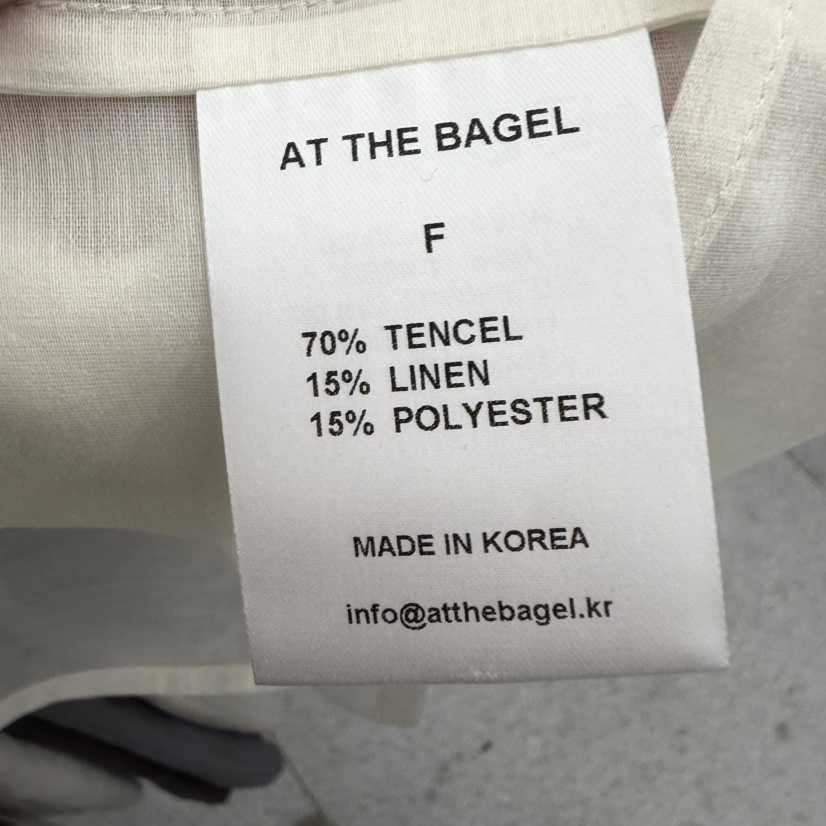 AT THE BAGEL
F
70% TENCEL
15% LINEN
15% POLYESTER
MADE IN KOREA
info@atthebagel.kr